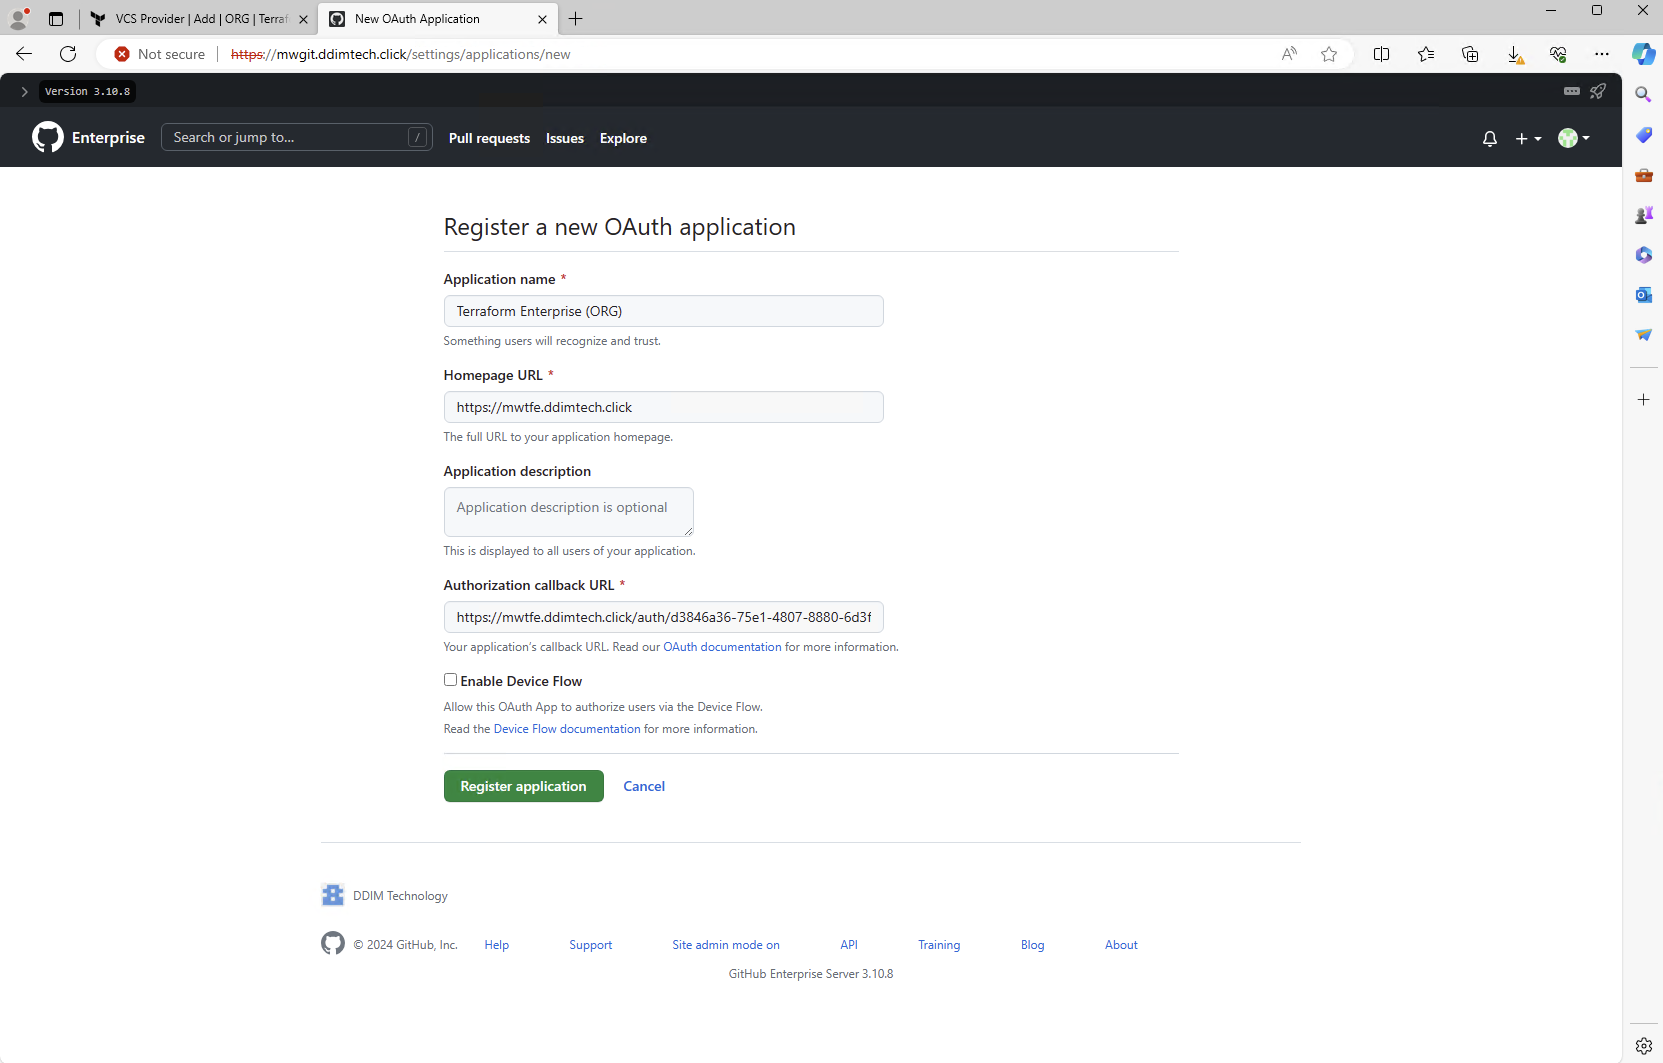 VCS Provider | Add | ORG | Terraf
New OAuth Application
Not secure
https://mwgit.ddimtech.click/settings/applications/new
Version 3.10.8
Enterprise
Search or jump to...
/
Pull requests
Issues
Explore
Register a new OAuth application
Application name *
Terraform Enterprise (ORG)
Something users will recognize and trust.
Homepage URL *
https://mwtfe.ddimtech.click
The full URL to your application homepage.
Application description
Application description is optional
This is displayed to all users of your application.
Authorization callback URL *
https://mwtfe.ddimtech.click/auth/d3846a36-75e1-4807-8880-6d3f
Your application's callback URL. Read our OAuth documentation for more information.
Enable Device Flow
Allow this OAuth App to authorize users via the Device Flow.
Read the Device Flow documentation for more information.
Register application
Cancel
DDIM Technology
© 2024 GitHub, Inc.
Help
Support
Site admin mode on
API
Training
Blog
About
GitHub Enterprise Server 3.10.8